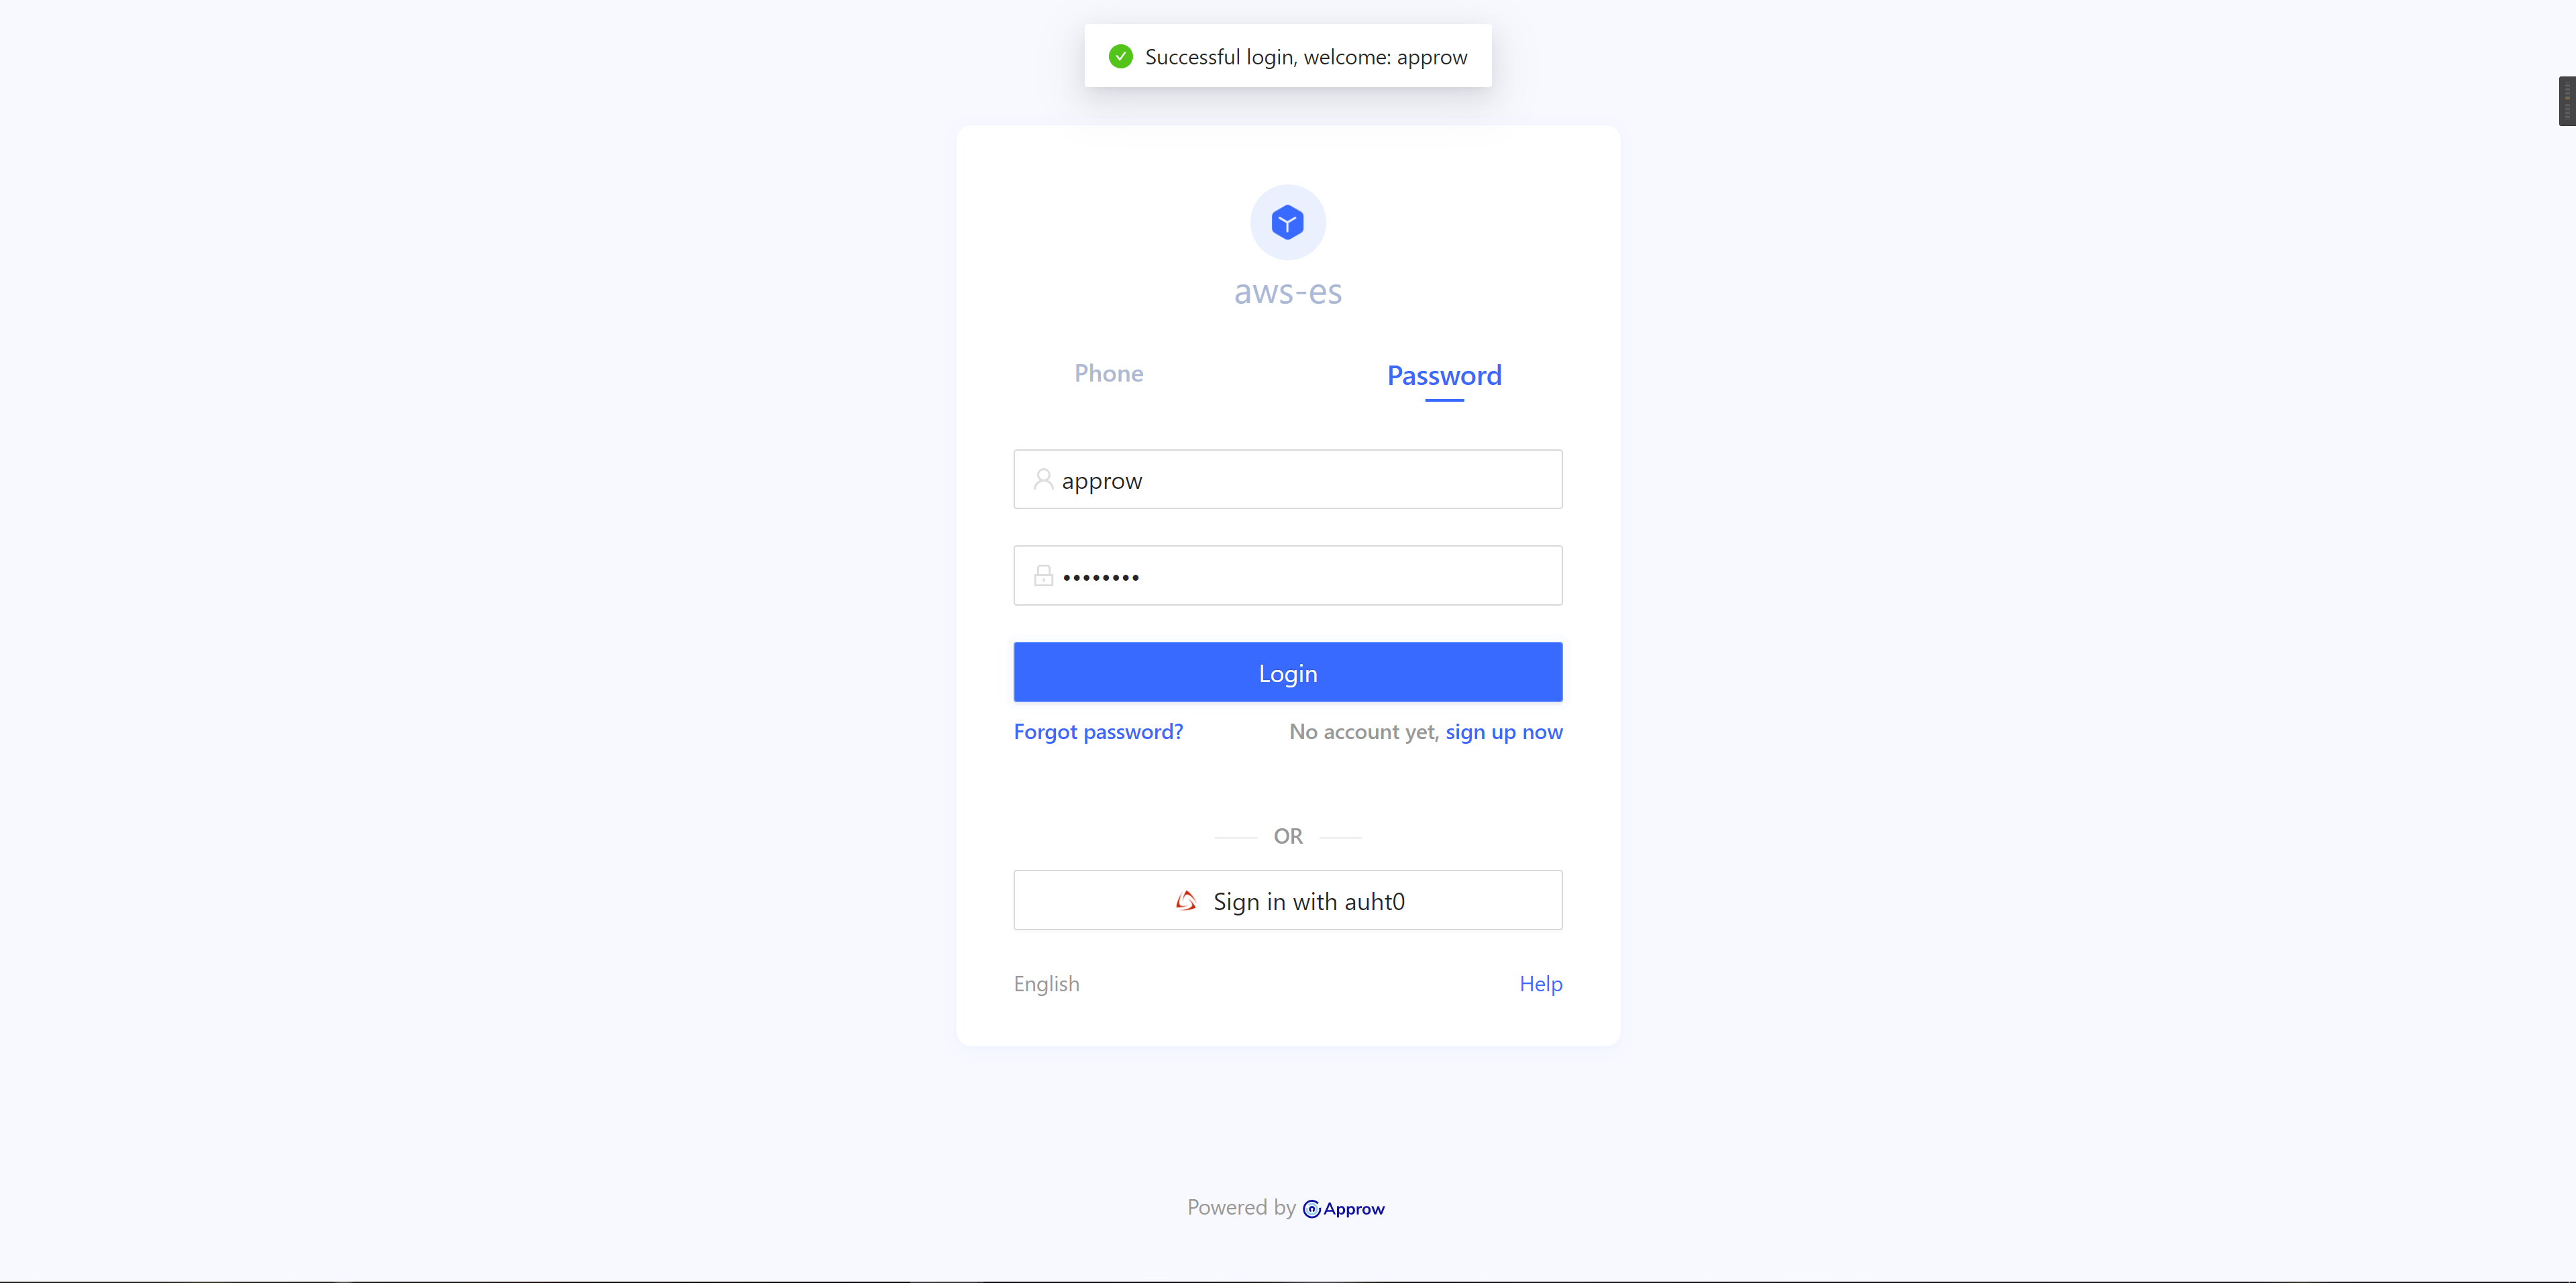 Successful login, welcome: approw
aws-es
Phone
Password
approw
••••••••
Login
Forgot password?
No account yet, sign up now
OR
Sign in with auht0
English
Help
Powered by Approw